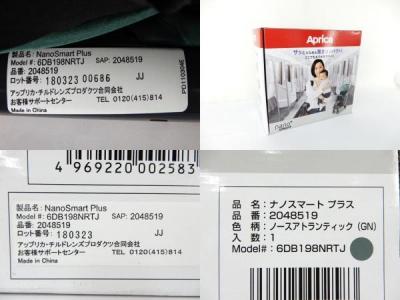 製品名: NanoSmart Plus
Model #: 6DB198NRTJ SAP: 2048519
品番: 2048519
ロット番号: 180323 00686 JJ
アップリカ・チルドレンズプロダクツ合同会社
お客様サポートセンター TEL 0120(415)814
Made in China
Aprica
nano
4 969220 002583
製品名: NanoSmart Plus
Model #: 6DB198NRTJ SAP: 2048519
品番: 2048519
ロット番号: 180323 JJ
アップリカ・チルドレンズプロダクツ合同会社
お客様サポートセンター TEL 0120(415)814
Made in China
品名: ナノスマート プラス
品番: 2048519
色柄: ノースアトランティック (GN)
入数: 1
Model#: 6DB198NRTJ